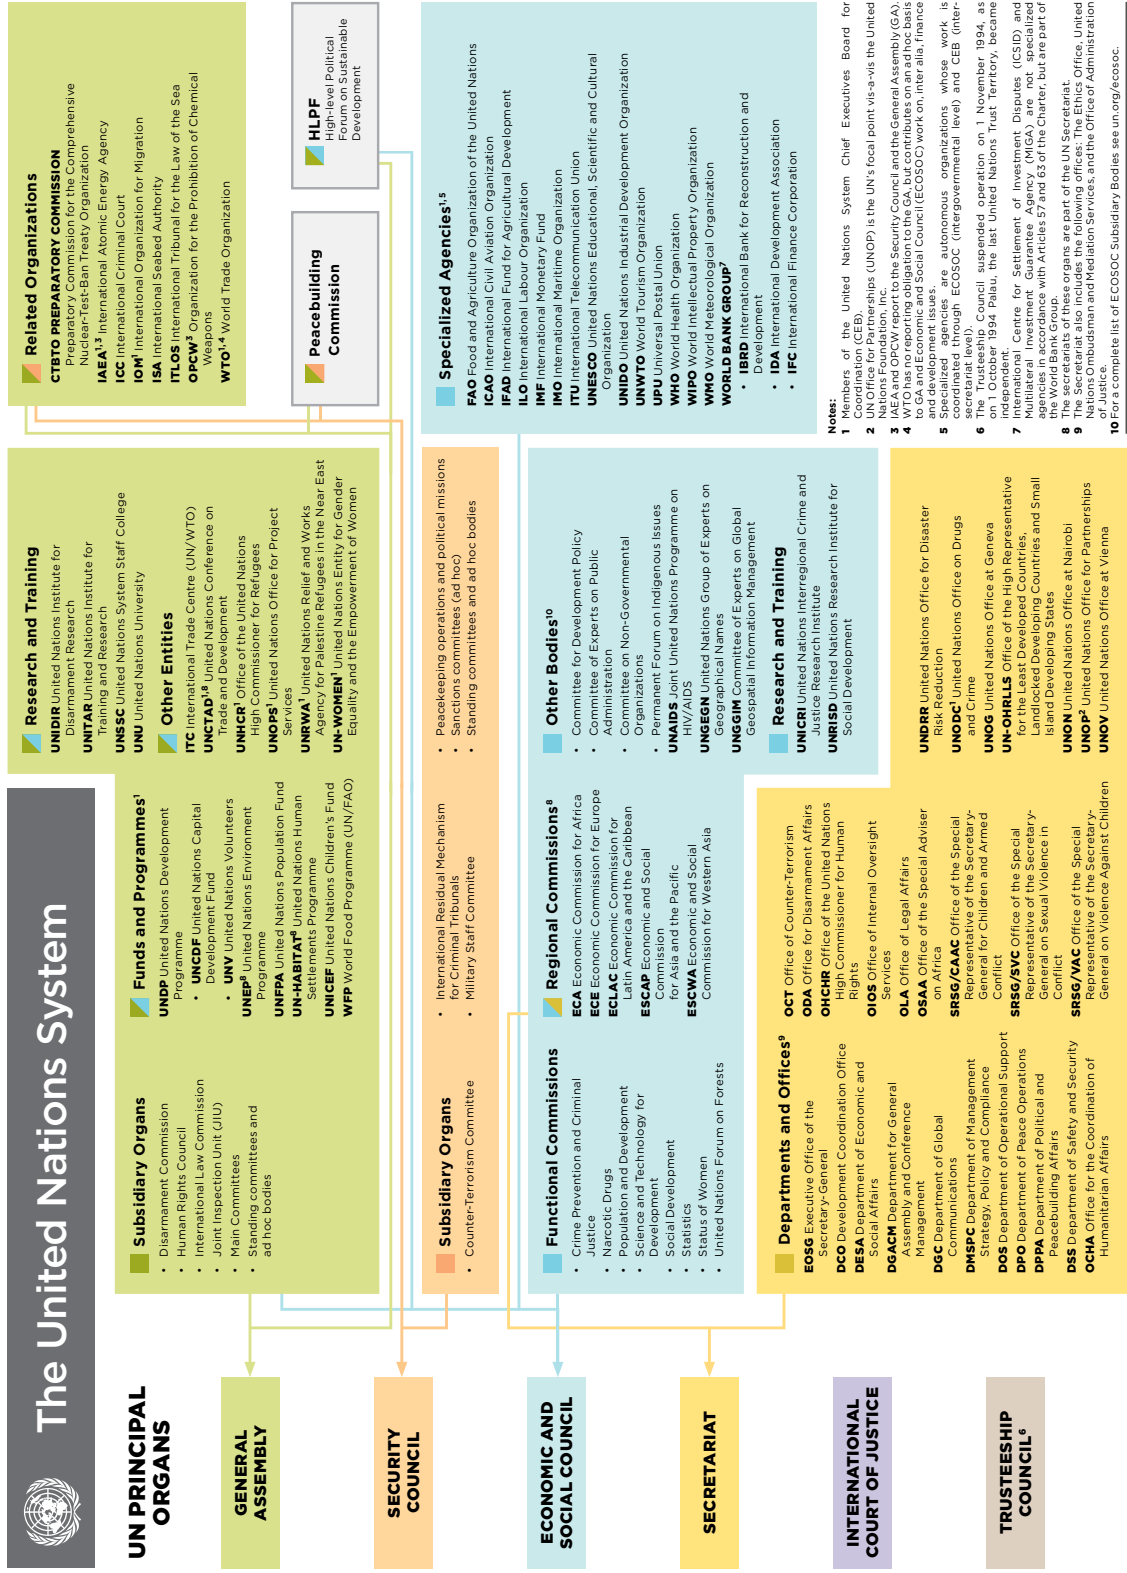 The United Nations System
UN PRINCIPAL
ORGANS
GENERAL
ASSEMBLY
SECURITY
COUNCIL
ECONOMIC AND
SOCIAL COUNCIL
SECRETARIAT
INTERNATIONAL
COURT OF JUSTICE
TRUSTEESHIP
COUNCIL⁶
Subsidiary Organs
• Disarmament Commission
• Human Rights Council
• International Law Commission
• Joint Inspection Unit (JIU)
• Main Committees
• Standing committees and
ad hoc bodies
Funds and Programmes¹
UNDP United Nations Development
Programme
• UNCDF United Nations Capital
Development Fund
• UNV United Nations Volunteers
UNEP⁸ United Nations Environment
Programme
UNFPA United Nations Population Fund
UN-HABITAT⁸ United Nations Human
Settlements Programme
UNICEF United Nations Children's Fund
WFP World Food Programme (UN/FAO)
Research and Training
UNIDIR United Nations Institute for
Disarmament Research
UNITAR United Nations Institute for
Training and Research
UNSSC United Nations System Staff College
UNU United Nations University
Other Entities
ITC International Trade Centre (UN/WTO)
UNCTAD¹,⁸ United Nations Conference on
Trade and Development
UNHCR¹ Office of the United Nations
High Commissioner for Refugees
UNOPS¹ United Nations Office for Project
Services
UNRWA¹ United Nations Relief and Works
Agency for Palestine Refugees in the Near East
UN-WOMEN¹ United Nations Entity for Gender
Equality and the Empowerment of Women
Related Organizations
CTBTO PREPARATORY COMMISSION
Preparatory Commission for the Comprehensive
Nuclear-Test-Ban Treaty Organization
IAEA¹,³ International Atomic Energy Agency
ICC International Criminal Court
IOM¹ International Organization for Migration
ISA International Seabed Authority
ITLOS International Tribunal for the Law of the Sea
OPCW³ Organization for the Prohibition of Chemical
Weapons
WTO¹,⁴ World Trade Organization
Peacebuilding
Commission
HLPF
High-level Political
Forum on Sustainable
Development
Subsidiary Organs
• Counter-Terrorism Committee
• International Residual Mechanism
for Criminal Tribunals
• Military Staff Committee
• Peacekeeping operations and political missions
• Sanctions committees (ad hoc)
• Standing committees and ad hoc bodies
Functional Commissions
• Crime Prevention and Criminal
Justice
• Narcotic Drugs
• Population and Development
• Science and Technology for
Development
• Social Development
• Statistics
• Status of Women
• United Nations Forum on Forests
Regional Commissions⁸
ECA Economic Commission for Africa
ECE Economic Commission for Europe
ECLAC Economic Commission for
Latin America and the Caribbean
ESCAP Economic and Social
Commission
for Asia and the Pacific
ESCWA Economic and Social
Commission for Western Asia
Other Bodies¹⁰
• Committee for Development Policy
• Committee of Experts on Public
Administration
• Committee on Non-Governmental
Organizations
• Permanent Forum on Indigenous Issues
UNAIDS Joint United Nations Programme on
HIV/AIDS
UNGEGN United Nations Group of Experts on
Geographical Names
UNGGIM Committee of Experts on Global
Geospatial Information Management
Research and Training
UNICRI United Nations Interregional Crime and
Justice Research Institute
UNRISD United Nations Research Institute for
Social Development
Specialized Agencies¹,⁵
FAO Food and Agriculture Organization of the United Nations
ICAO International Civil Aviation Organization
IFAD International Fund for Agricultural Development
ILO International Labour Organization
IMF International Monetary Fund
IMO International Maritime Organization
ITU International Telecommunication Union
UNESCO United Nations Educational, Scientific and Cultural
Organization
UNIDO United Nations Industrial Development Organization
UNWTO World Tourism Organization
UPU Universal Postal Union
WHO World Health Organization
WIPO World Intellectual Property Organization
WMO World Meteorological Organization
WORLD BANK GROUP⁷
• IBRD International Bank for Reconstruction and
Development
• IDA International Development Association
• IFC International Finance Corporation
Departments and Offices⁹
EOSG Executive Office of the
Secretary-General
DCO Development Coordination Office
DESA Department of Economic and
Social Affairs
DGACM Department for General
Assembly and Conference
Management
DGC Department of Global
Communications
DMSPC Department of Management
Strategy, Policy and Compliance
DOS Department of Operational Support
DPO Department of Peace Operations
DPPA Department of Political and
Peacebuilding Affairs
DSS Department of Safety and Security
OCHA Office for the Coordination of
Humanitarian Affairs
OCT Office of Counter-Terrorism
ODA Office for Disarmament Affairs
OHCHR Office of the United Nations
High Commissioner for Human
Rights
OIOS Office of Internal Oversight
Services
OLA Office of Legal Affairs
OSAA Office of the Special Adviser
on Africa
SRSG/CAAC Office of the Special
Representative of the Secretary-
General for Children and Armed
Conflict
SRSG/SVC Office of the Special
Representative of the Secretary-
General on Sexual Violence in
Conflict
SRSG/VAC Office of the Special
Representative of the Secretary-
General on Violence Against Children
UNDRR United Nations Office for Disaster
Risk Reduction
UNODC¹ United Nations Office on Drugs
and Crime
UNOG United Nations Office at Geneva
UN-OHRLLS Office of the High Representative
for the Least Developed Countries,
Landlocked Developing Countries and Small
Island Developing States
UNON United Nations Office at Nairobi
UNOP² United Nations Office for Partnerships
UNOV United Nations Office at Vienna
Notes:
1 Members of the United Nations System Chief Executives Board for
Coordination (CEB).
2 UN Office for Partnerships (UNOP) is the UN's focal point vis-a-vis the United
Nations Foundation, Inc.
3 IAEA and OPCW report to the Security Council and the General Assembly (GA).
4 WTO has no reporting obligation to the GA, but contributes on an ad hoc basis
to GA and Economic and Social Council (ECOSOC) work on, inter alia, finance
and development issues.
5 Specialized agencies are autonomous organizations whose work is
coordinated through ECOSOC (intergovernmental level) and CEB (inter-
secretariat level).
6 The Trusteeship Council suspended operation on 1 November 1994, as
on 1 October 1994 Palau, the last United Nations Trust Territory, became
independent.
7 International Centre for Settlement of Investment Disputes (ICSID) and
Multilateral Investment Guarantee Agency (MIGA) are not specialized
agencies in accordance with Articles 57 and 63 of the Charter, but are part of
the World Bank Group.
8 The secretariats of these organs are part of the UN Secretariat.
9 The Secretariat also includes the following offices: The Ethics Office, United
Nations Ombudsman and Mediation Services, and the Office of Administration
of Justice.
10 For a complete list of ECOSOC Subsidiary Bodies see un.org/ecosoc.